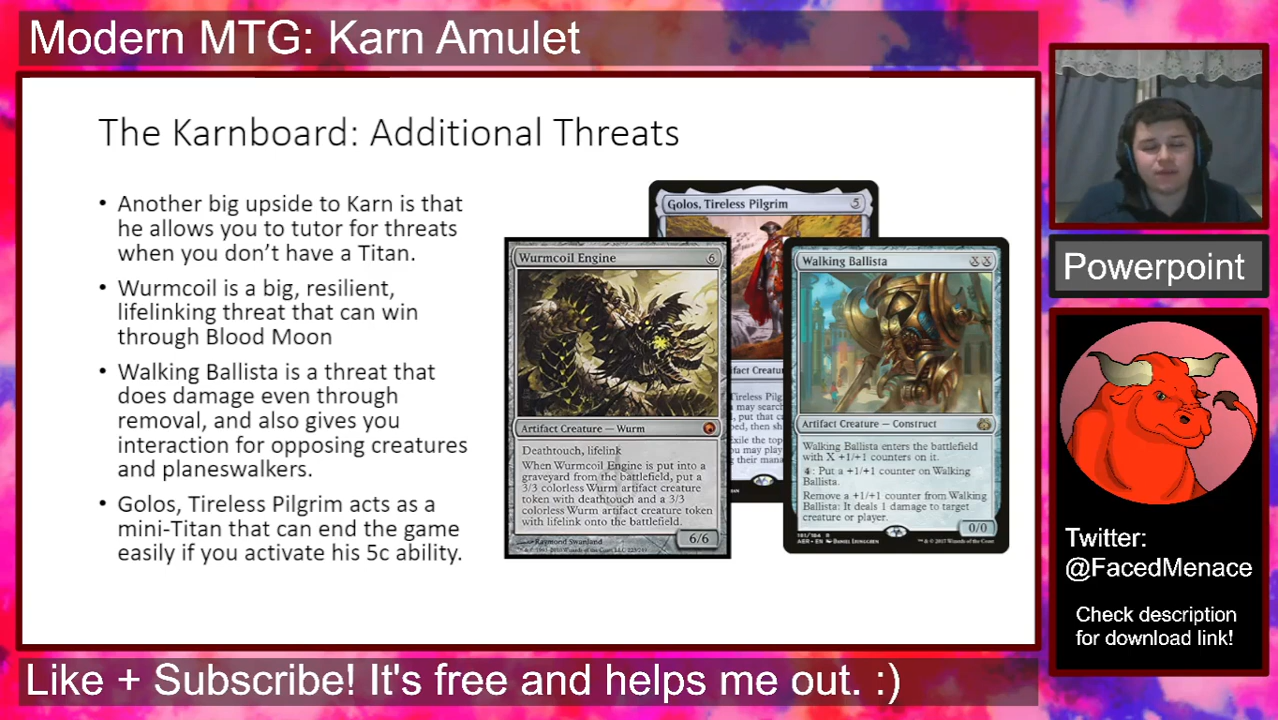 Modern MTG: Karn Amulet
The Karnboard: Additional Threats
• Another big upside to Karn is that
he allows you to tutor for threats
when you don't have a Titan.
• Wurmcoil is a big, resilient,
lifelinking threat that can win
through Blood Moon
• Walking Ballista is a threat that
does damage even through
removal, and also gives you
interaction for opposing creatures
and planeswalkers.
• Golos, Tireless Pilgrim acts as a
mini-Titan that can end the game
easily if you activate his 5c ability.
Golos, Tireless Pilgrim 5
Wurmcoil Engine 6
Artifact Creature — Wurm
Deathtouch, lifelink
When Wurmcoil Engine is put into a
graveyard from the battlefield, put a
3/3 colorless Wurm artifact creature
token with deathtouch and a 3/3
colorless Wurm artifact creature token
with lifelink onto the battlefield.
Raymond Swanland
6/6
Walking Ballista XX
Artifact Creature — Construct
Walking Ballista enters the battlefield
with X +1/+1 counters on it.
4: Put a +1/+1 counter on Walking
Ballista.
Remove a +1/+1 counter from Walking
Ballista: It deals 1 damage to target
creature or player.
0/0
Powerpoint
Twitter:
@FacedMenace
Check description
for download link!
Like + Subscribe! It's free and helps me out. :)